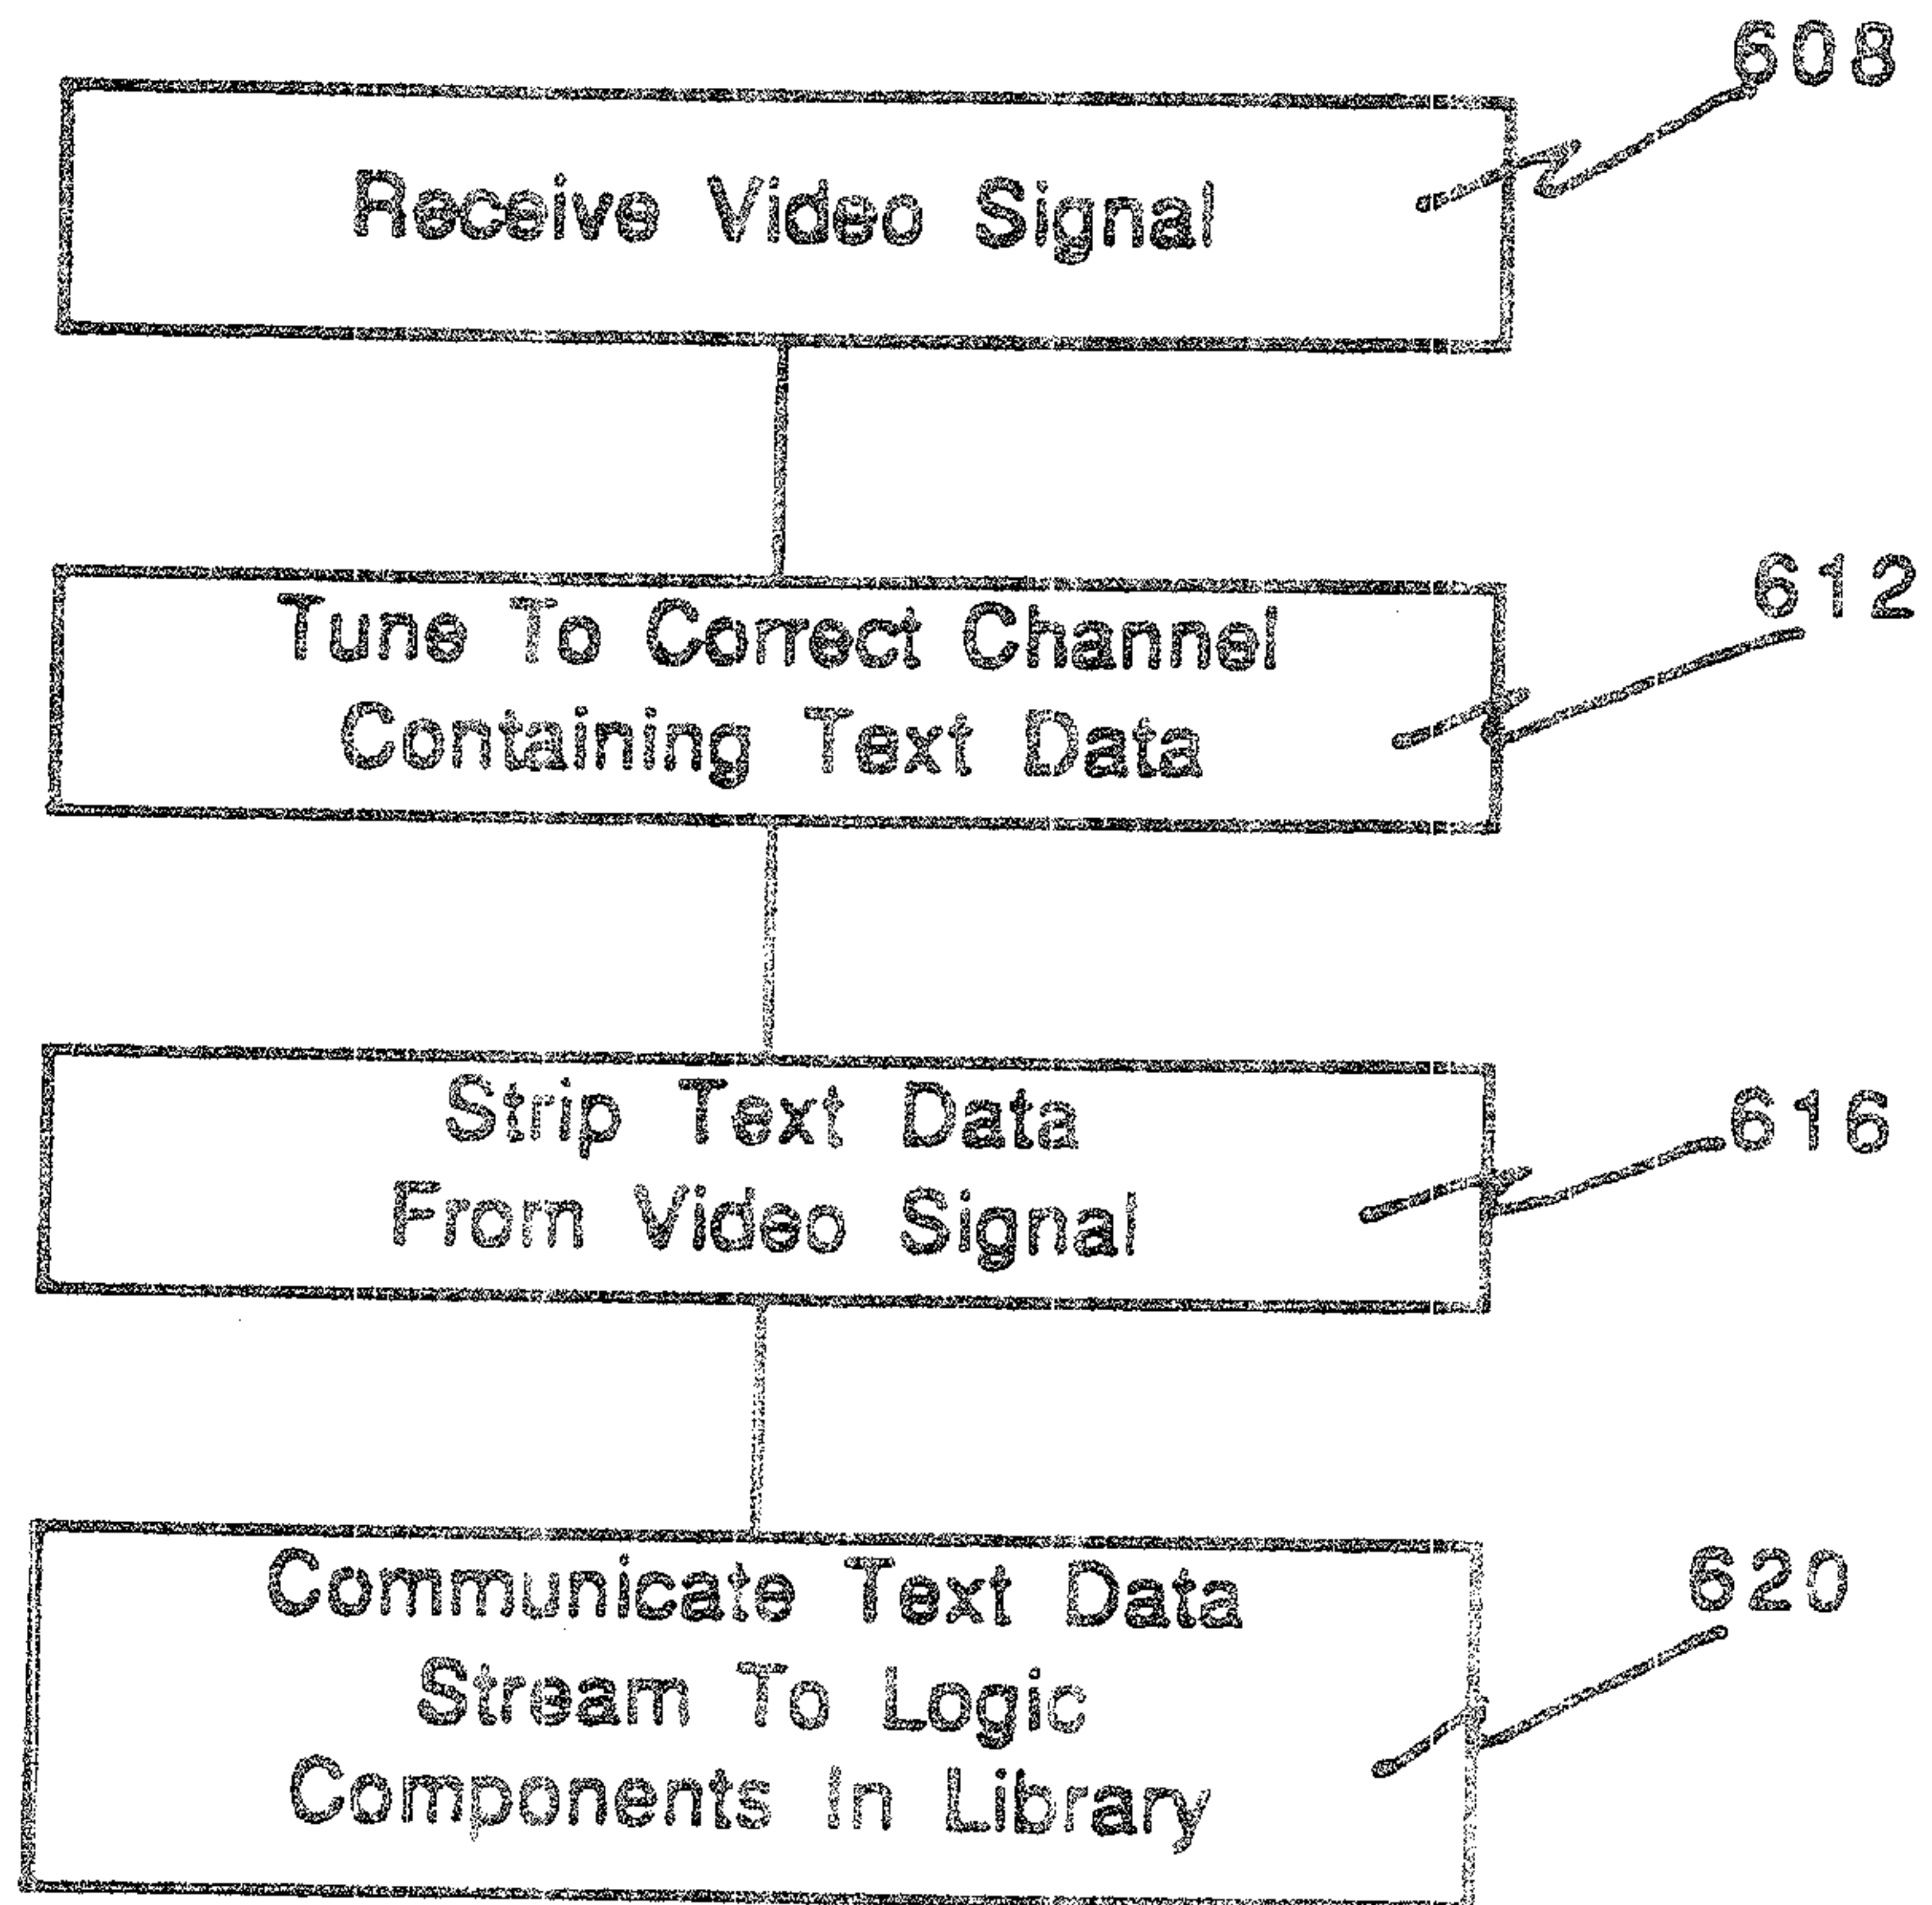 608
Receive Video Signal
612
Tune To Correct Channel
Containing Text Data
616
Strip Text Data
From Video Signal
620
Communicate Text Data
Stream To Logic
Components In Library